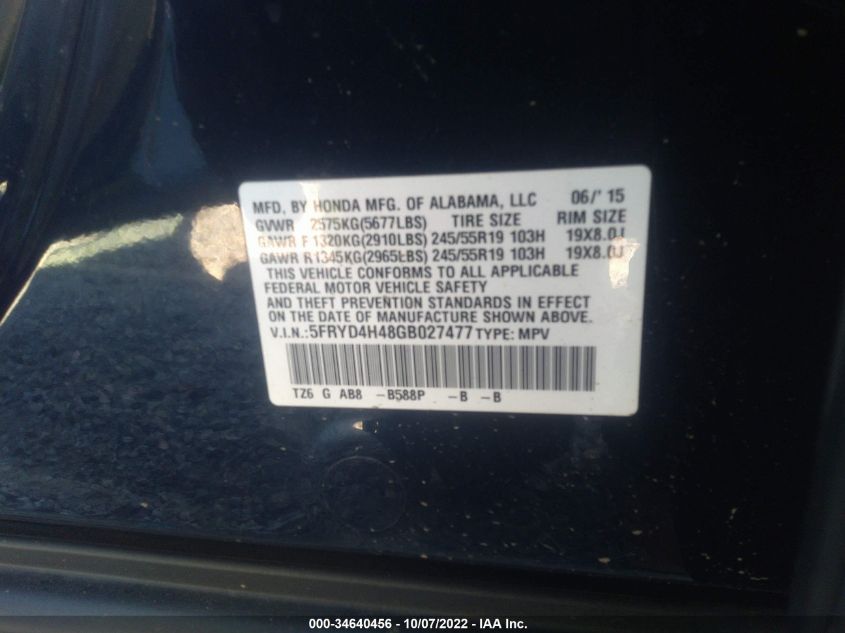 MFD. BY HONDA MFG. OF ALABAMA, LLC 06/' 15
GVWR 2575KG(5677LBS) TIRE SIZE RIM SIZE
GAWR F1320KG(2910LBS) 245/55R19 103H 19X8.0J
GAWR R1345KG(2965LBS) 245/55R19 103H 19X8.0J
THIS VEHICLE CONFORMS TO ALL APPLICABLE
FEDERAL MOTOR VEHICLE SAFETY
AND THEFT PREVENTION STANDARDS IN EFFECT
ON THE DATE OF MANUFACTURE SHOWN ABOVE.
V.I.N.:5FRYD4H48GB027477 TYPE: MPV
TZ6 G AB8 -B588P -B -B
000-34640456 - 10/07/2022 - IAA Inc.